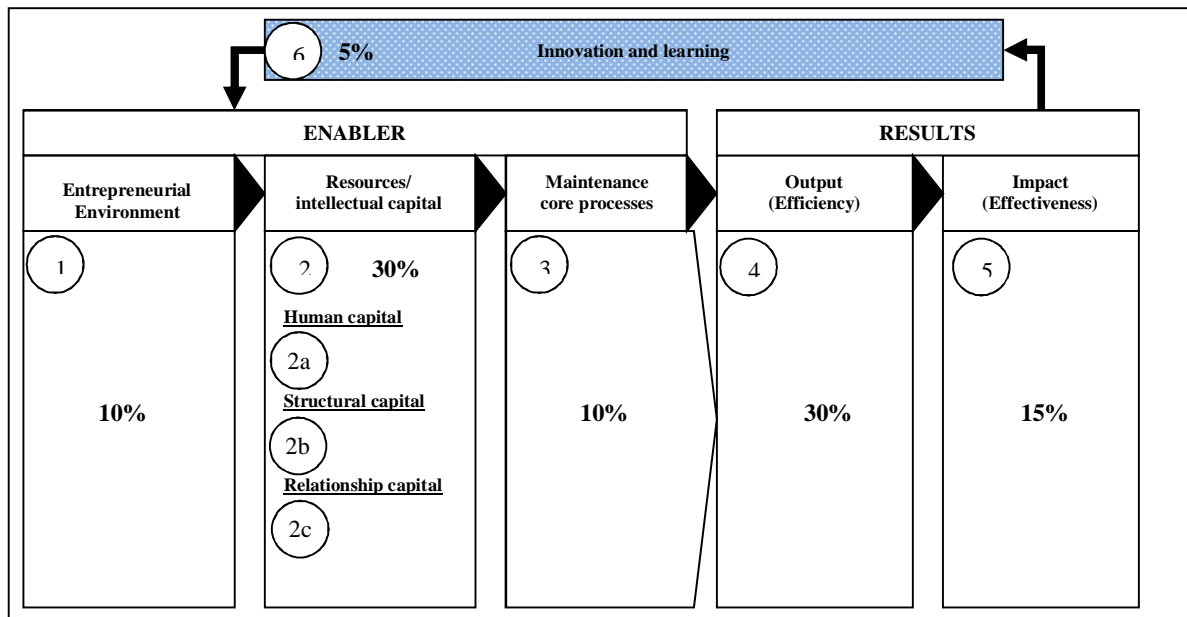 6 5% Innovation and learning
ENABLER
RESULTS
Entrepreneurial
Environment
Resources/
intellectual capital
Maintenance
core processes
Output
(Efficiency)
Impact
(Effectiveness)
1
10%
2 30%
Human capital
2a
Structural capital
2b
Relationship capital
2c
3
10%
4
30%
5
15%